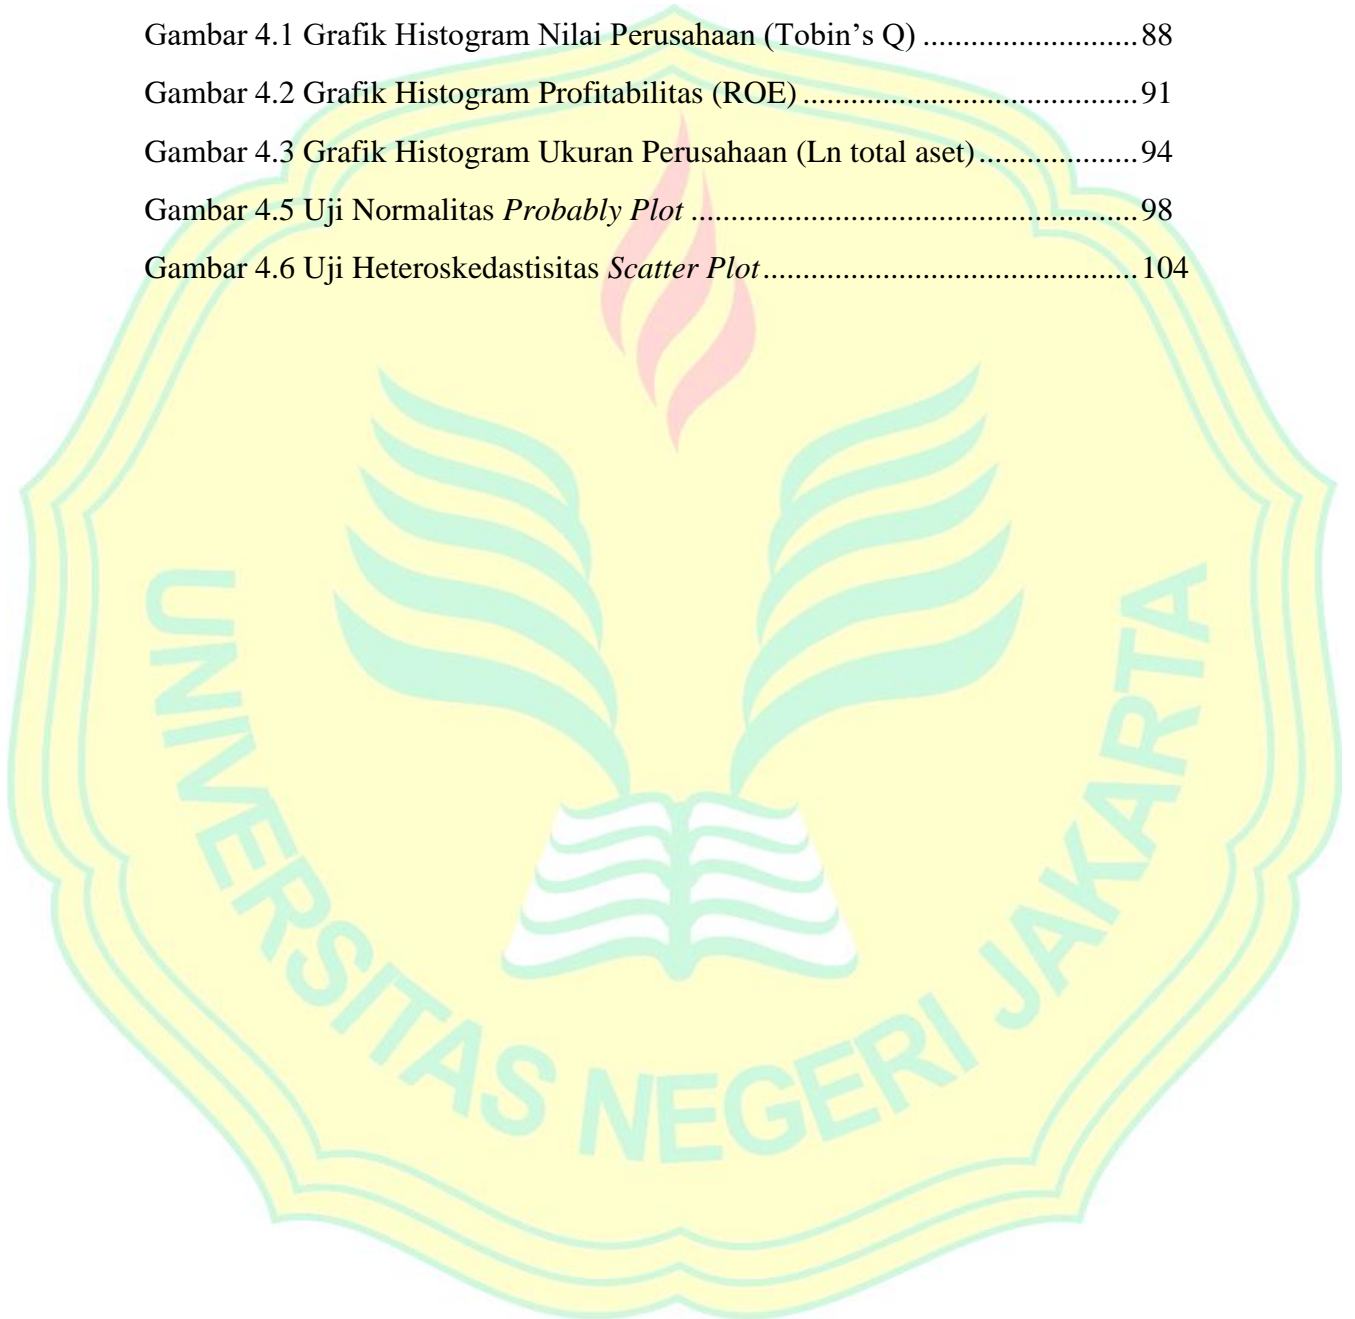 Gambar 4.1 Grafik Histogram Nilai Perusahaan (Tobin’s Q) ...........................88
Gambar 4.2 Grafik Histogram Profitabilitas (ROE) ..........................................91
Gambar 4.3 Grafik Histogram Ukuran Perusahaan (Ln total aset)....................94
Gambar 4.5 Uji Normalitas Probably Plot ........................................................98
Gambar 4.6 Uji Heteroskedastisitas Scatter Plot...............................................104
UNIVERSITAS NEGERI JAKARTA